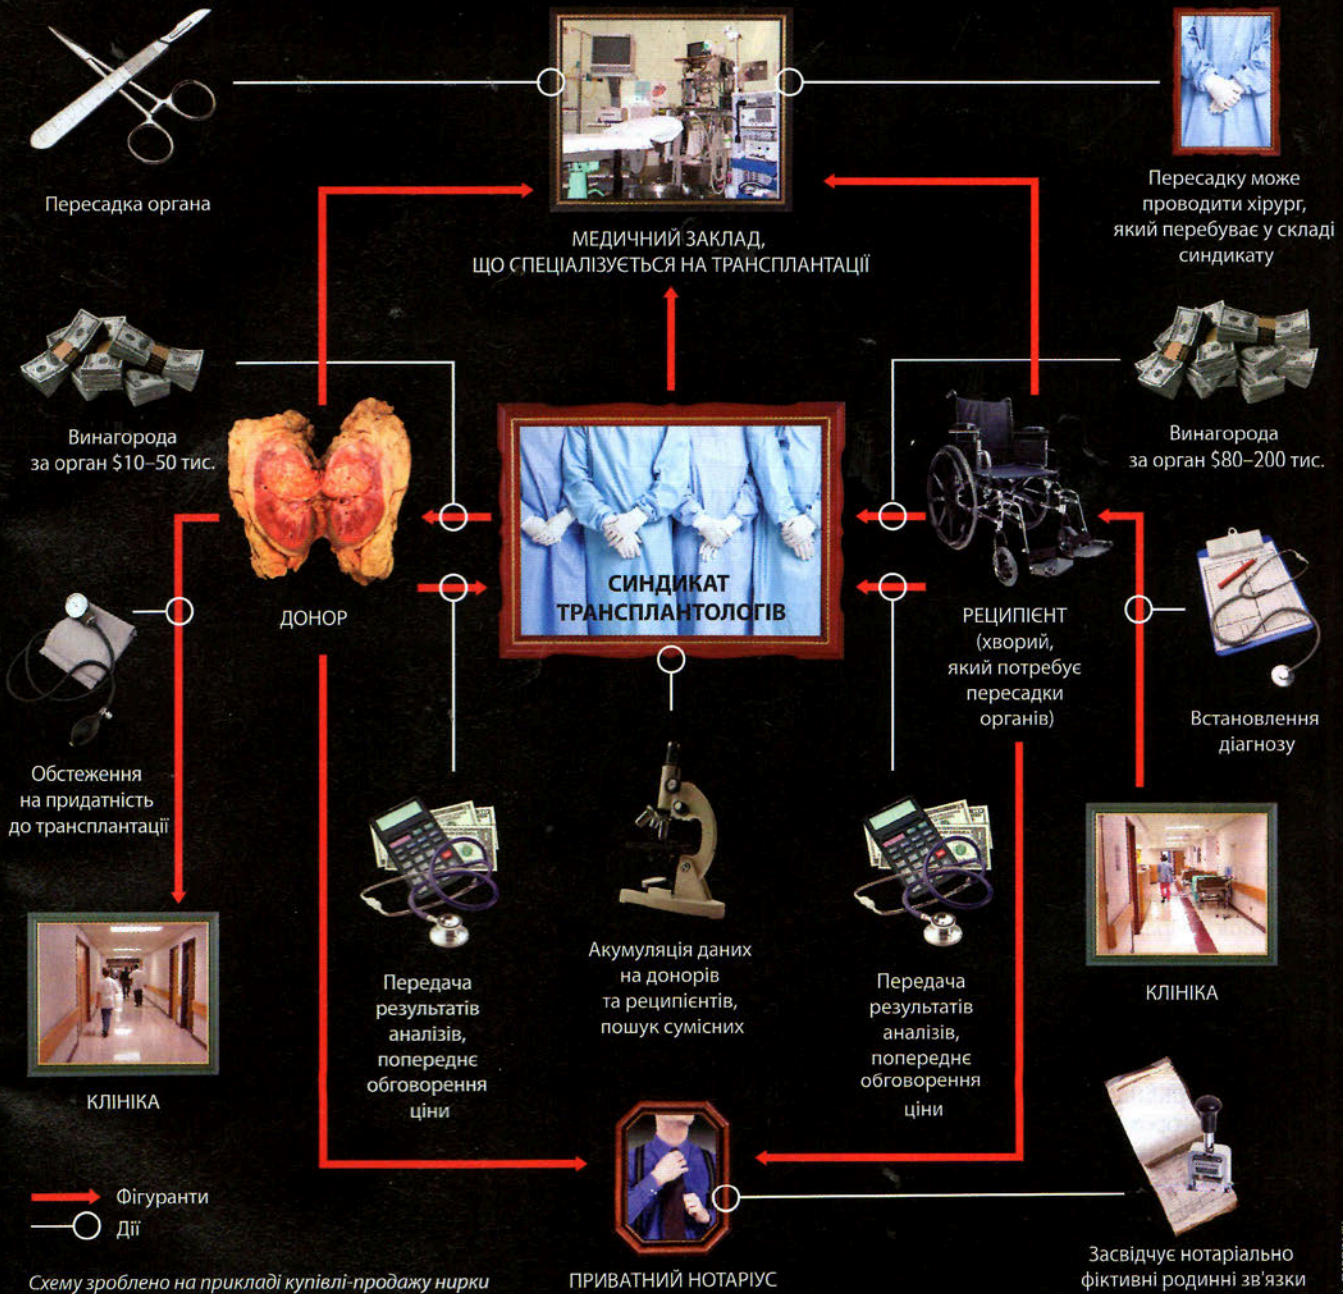 Пересадка органа
МЕДИЧНИЙ ЗАКЛАД,
ЩО СПЕЦІАЛІЗУЄТЬСЯ НА ТРАНСПЛАНТАЦІЇ
Пересадку може
проводити хірург,
який перебуває у складі
синдикату
Винагорода
за орган $10–50 тис.
Винагорода
за орган $80–200 тис.
СИНДИКАТ
ТРАНСПЛАНТОЛОГІВ
ДОНОР
РЕЦИПІЄНТ
(хворий,
який потребує
пересадки
органів)
Встановлення
діагнозу
Обстеження
на придатність
до трансплантації
Передача
результатів
аналізів,
попереднє
обговорення
ціни
Акумуляція даних
на донорів
та реципієнтів,
пошук сумісних
Передача
результатів
аналізів,
попереднє
обговорення
ціни
КЛІНІКА
КЛІНІКА
Фігуранти
Дії
Схему зроблено на прикладі купівлі-продажу нирки
ПРИВАТНИЙ НОТАРІУС
Засвідчує нотаріально
фіктивні родинні зв'язки